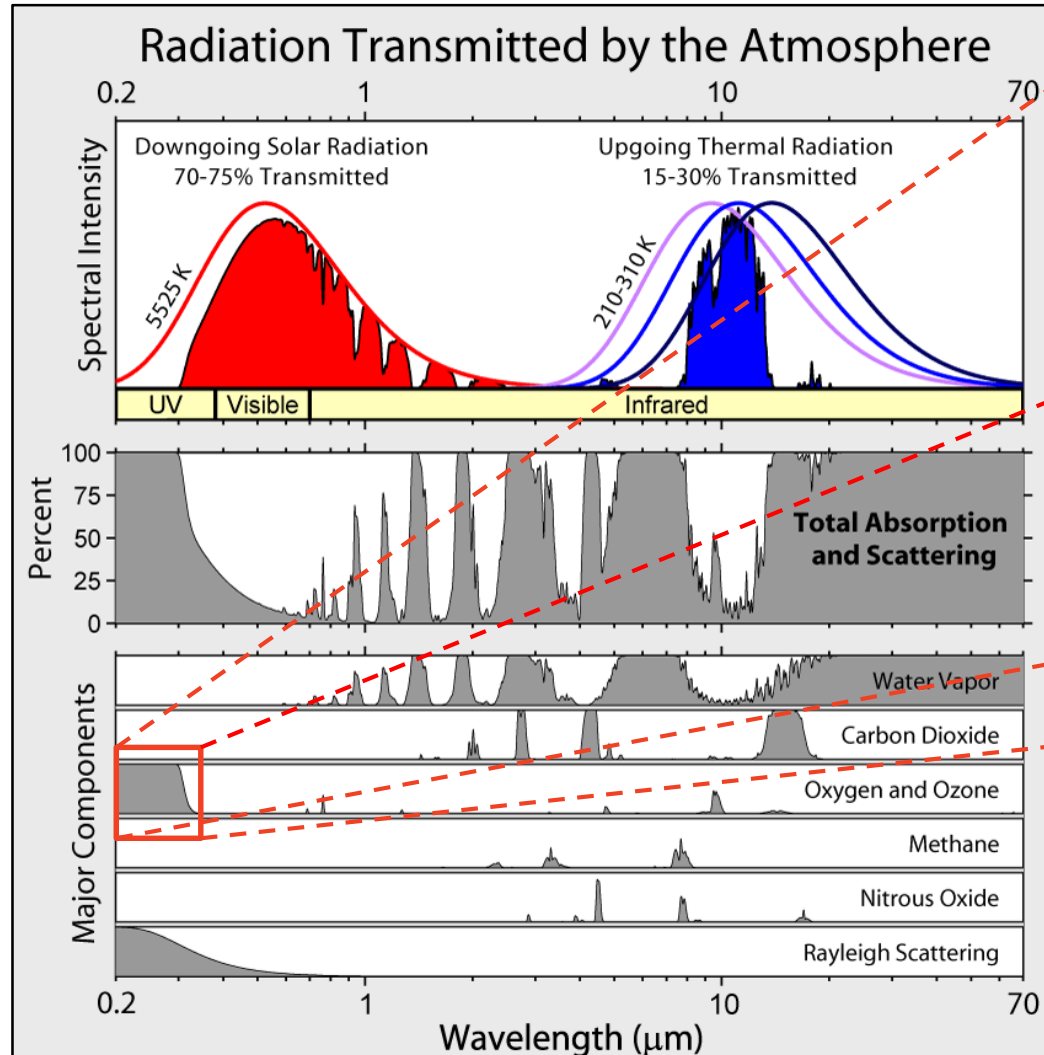 Radiation Transmitted by the Atmosphere
0.2 1 10 70
Downgoing Solar Radiation
70-75% Transmitted
Upgoing Thermal Radiation
15-30% Transmitted
Spectral Intensity
5525 K
210-310 K
UV Visible Infrared
Percent
100
75
50
25
0
Total Absorption
and Scattering
Major Components
Water Vapor
Carbon Dioxide
Oxygen and Ozone
Methane
Nitrous Oxide
Rayleigh Scattering
0.2 1 10 70
Wavelength (μm)